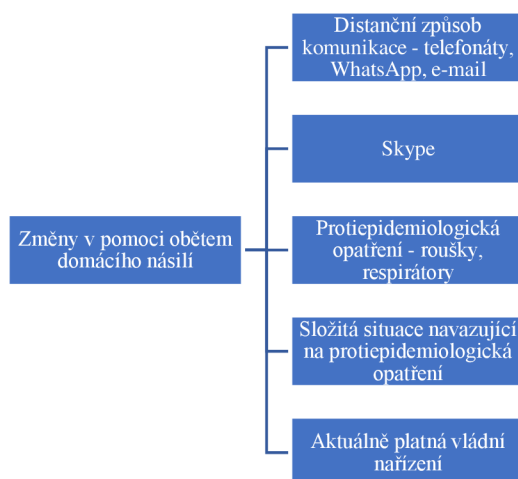 Distanční způsob
komunikace - telefonáty,
WhatsApp, e-mail
Skype
Změny v pomoci obětem
domácího násilí
Protiepidemiologická
opatření - roušky,
respirátory
Složitá situace navazující
na protiepidemiologická
opatření
Aktuálně platná vládní
nařízení